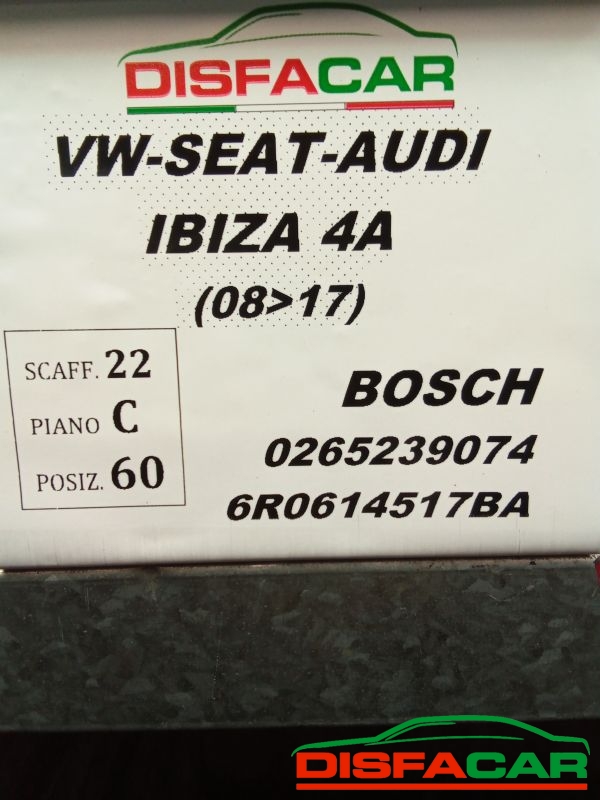 DISFACAR
VW-SEAT-AUDI
IBIZA 4A
(08>17)
SCAFF. 22
PIANO C
POSIZ. 60
BOSCH
0265239074
6R0614517BA
DISFACAR